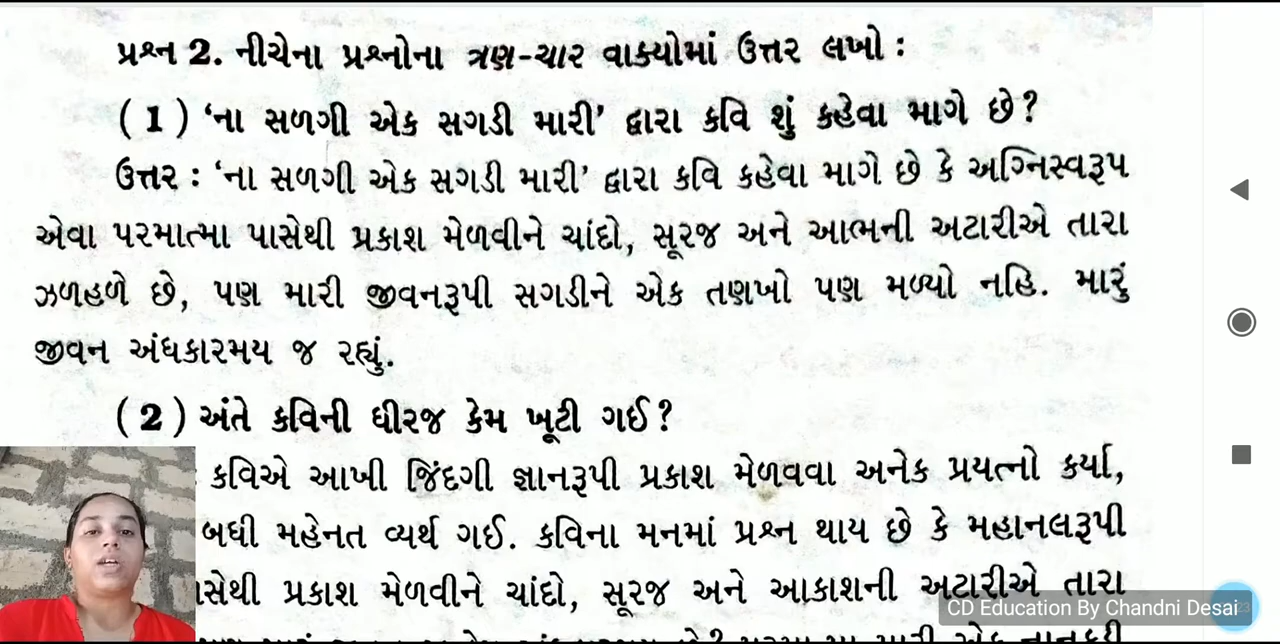 પ્રશ્ન 2. નીચેના પ્રશ્નોના ત્રણ-ચાર વાક્યોમાં ઉત્તર લખો :
( 1 ) ‘ના સળગી એક સગડી મારી’ દ્વારા કવિ શું કહેવા માગે છે?
ઉત્તર : ‘ના સળગી એક સગડી મારી’ દ્વારા કવિ કહેવા માગે છે કે અગ્નિસ્વરૂપ
એવા પરમાત્મા પાસેથી પ્રકાશ મેળવીને ચાંદો, સૂરજ અને આભની અટારીએ તારા
ઝળહળે છે, પણ મારી જીવનરૂપી સગડીને એક તણખો પણ મળ્યો નહિ. મારું
જીવન અંધકારમય જ રહ્યું.
( 2 ) અંતે કવિની ધીરજ કેમ ખૂટી ગઈ?
: કવિએ આખી જિંદગી જ્ઞાનરૂપી પ્રકાશ મેળવવા અનેક પ્રયત્નો કર્યા,
બધી મહેનત વ્યર્થ ગઈ. કવિના મનમાં પ્રશ્ન થાય છે કે મહાનલરૂપી
પ્રકાશ મેળવીને ચાંદો, સૂરજ અને આકાશની અટારીએ તારા
CD Education By Chandni Desai